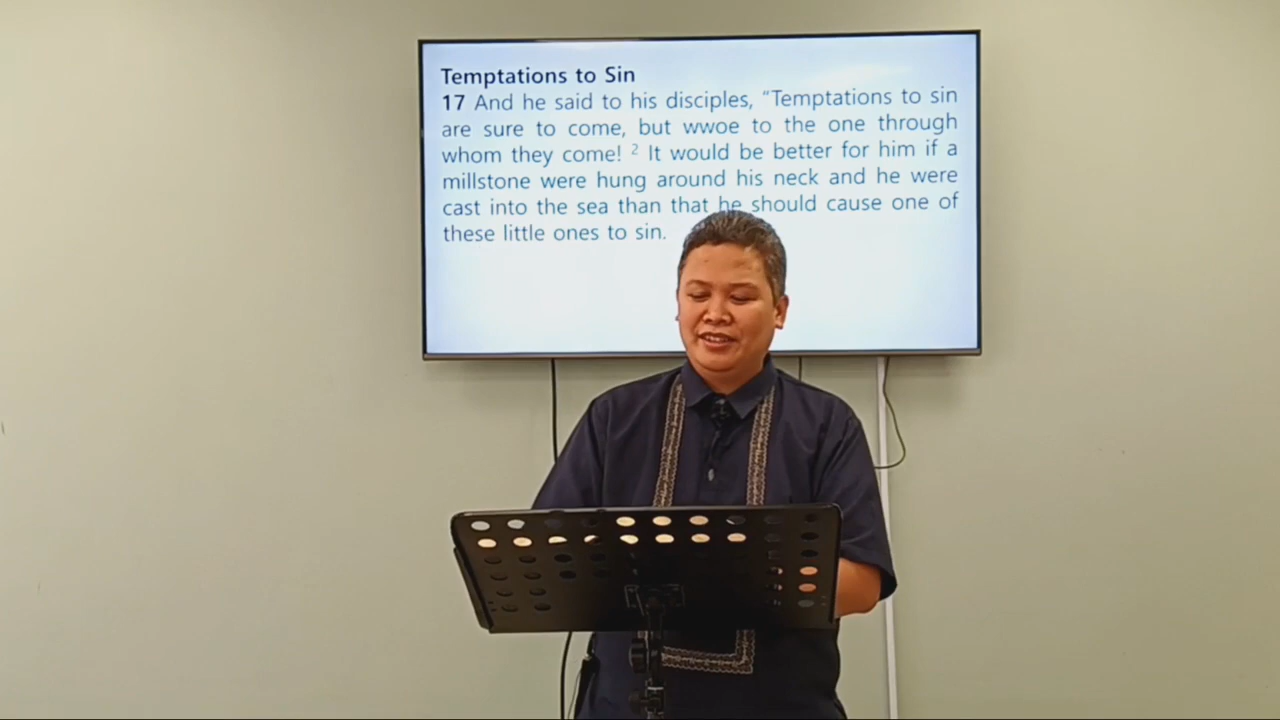 Temptations to Sin
17 And he said to his disciples, “Temptations to sin
are sure to come, but wwoe to the one through
whom they come! ² It would be better for him if a
millstone were hung around his neck and he were
cast into the sea than that he should cause one of
these little ones to sin.